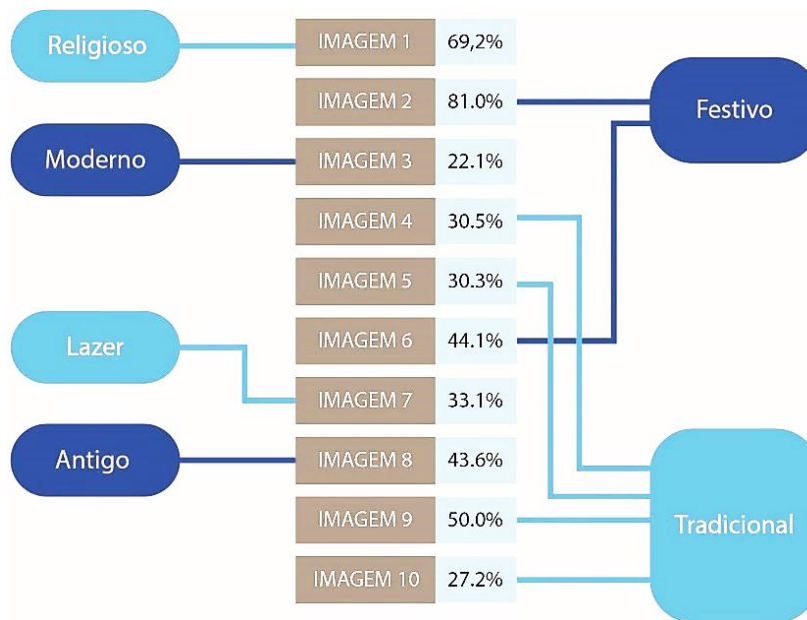 Religioso
IMAGEM 1 69,2%
IMAGEM 2 81.0%
Festivo
Moderno
IMAGEM 3 22.1%
IMAGEM 4 30.5%
IMAGEM 5 30.3%
Lazer
IMAGEM 6 44.1%
IMAGEM 7 33.1%
Antigo
IMAGEM 8 43.6%
IMAGEM 9 50.0%
Tradicional
IMAGEM 10 27.2%